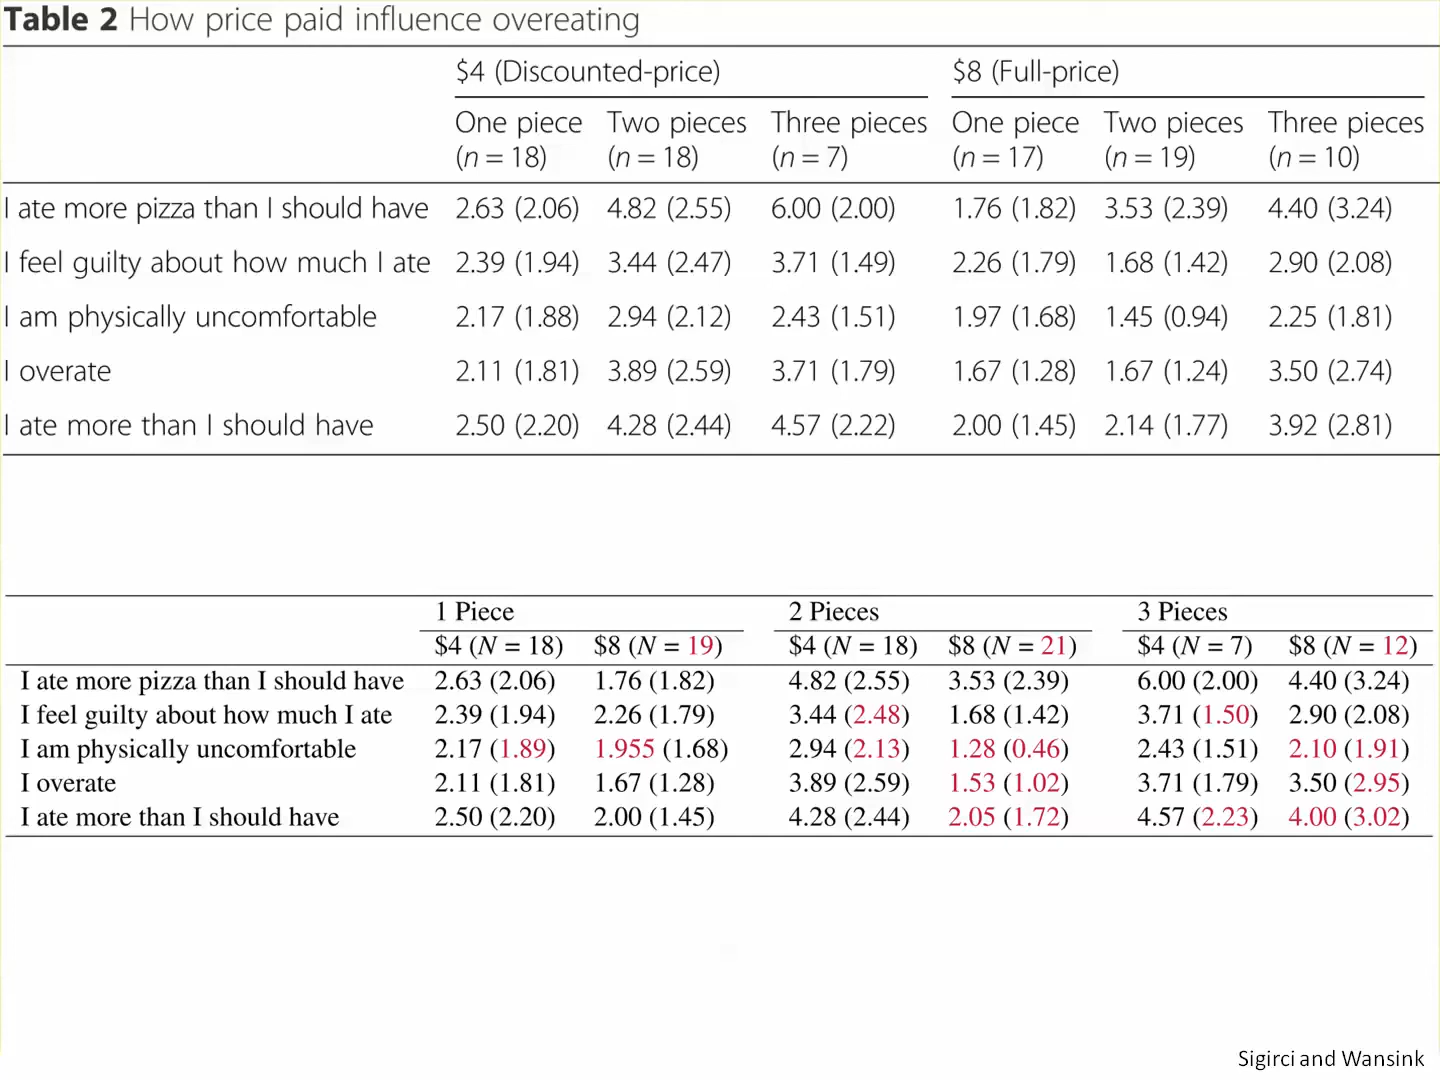 Table 2 How price paid influence overeating
$4 (Discounted-price) $8 (Full-price)
One piece Two pieces Three pieces One piece Two pieces Three pieces
(n = 18) (n = 18) (n = 7) (n = 17) (n = 19) (n = 10)
I ate more pizza than I should have 2.63 (2.06) 4.82 (2.55) 6.00 (2.00) 1.76 (1.82) 3.53 (2.39) 4.40 (3.24)
I feel guilty about how much I ate 2.39 (1.94) 3.44 (2.47) 3.71 (1.49) 2.26 (1.79) 1.68 (1.42) 2.90 (2.08)
I am physically uncomfortable 2.17 (1.88) 2.94 (2.12) 2.43 (1.51) 1.97 (1.68) 1.45 (0.94) 2.25 (1.81)
I overate 2.11 (1.81) 3.89 (2.59) 3.71 (1.79) 1.67 (1.28) 1.67 (1.24) 3.50 (2.74)
I ate more than I should have 2.50 (2.20) 4.28 (2.44) 4.57 (2.22) 2.00 (1.45) 2.14 (1.77) 3.92 (2.81)
1 Piece 2 Pieces 3 Pieces
$4 (N = 18) $8 (N = 19) $4 (N = 18) $8 (N = 21) $4 (N = 7) $8 (N = 12)
I ate more pizza than I should have 2.63 (2.06) 1.76 (1.82) 4.82 (2.55) 3.53 (2.39) 6.00 (2.00) 4.40 (3.24)
I feel guilty about how much I ate 2.39 (1.94) 2.26 (1.79) 3.44 (2.48) 1.68 (1.42) 3.71 (1.50) 2.90 (2.08)
I am physically uncomfortable 2.17 (1.89) 1.955 (1.68) 2.94 (2.13) 1.28 (0.46) 2.43 (1.51) 2.10 (1.91)
I overate 2.11 (1.81) 1.67 (1.28) 3.89 (2.59) 1.53 (1.02) 3.71 (1.79) 3.50 (2.95)
I ate more than I should have 2.50 (2.20) 2.00 (1.45) 4.28 (2.44) 2.05 (1.72) 4.57 (2.23) 4.00 (3.02)
Sigirci and Wansink